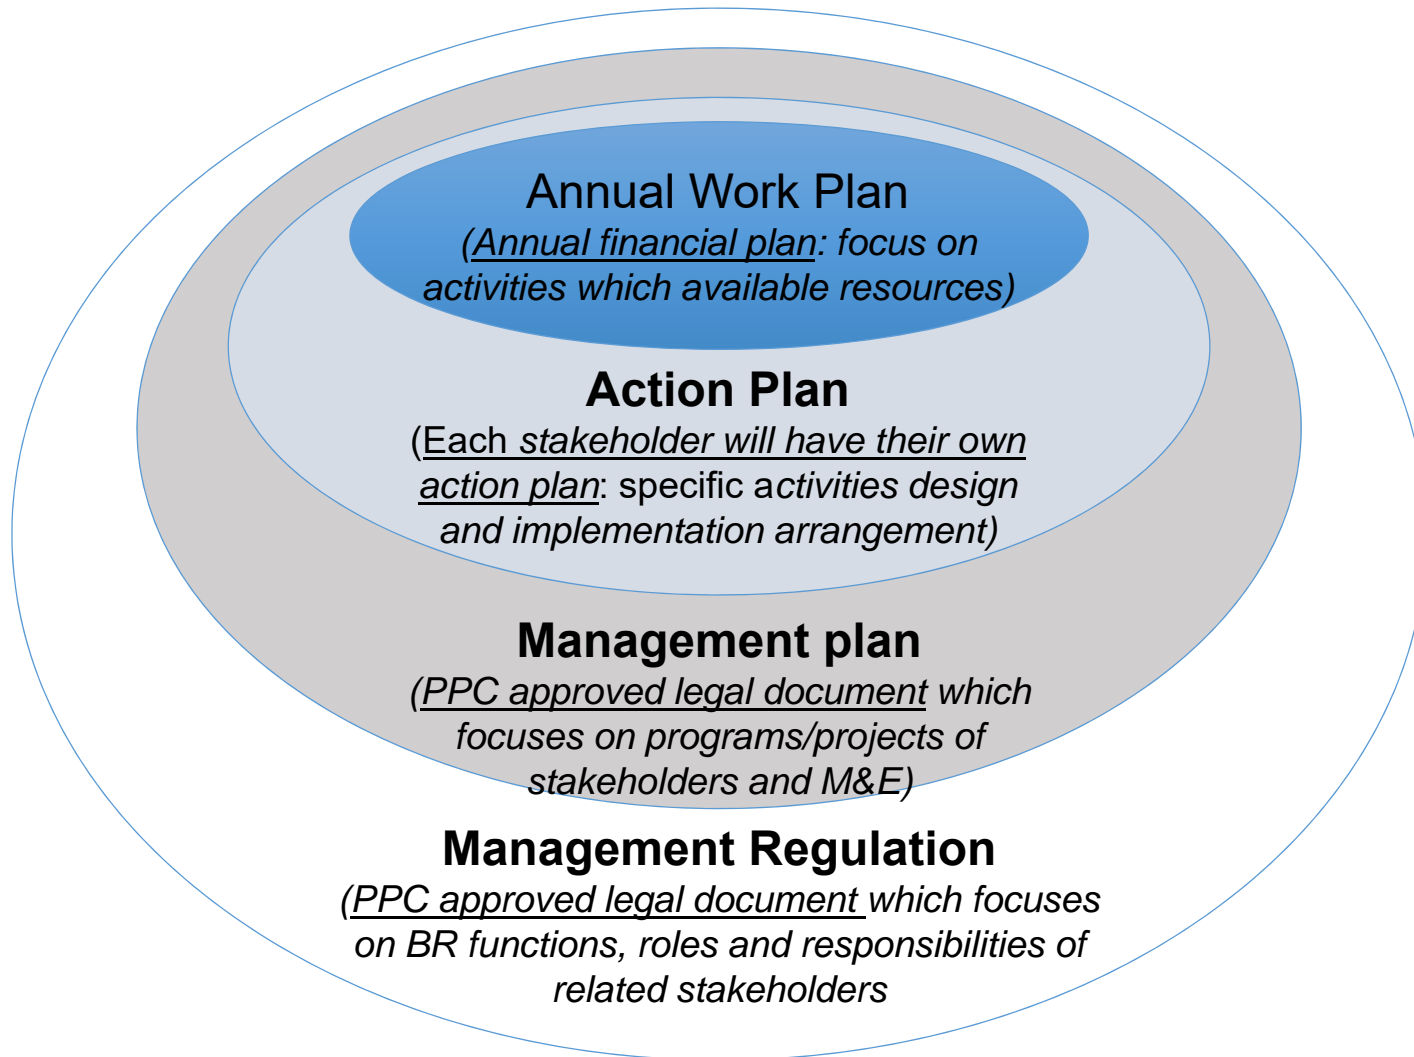 Annual Work Plan
(Annual financial plan: focus on
activities which available resources)
Action Plan
(Each stakeholder will have their own
action plan: specific activities design
and implementation arrangement)
Management plan
(PPC approved legal document which
focuses on programs/projects of
stakeholders and M&E)
Management Regulation
(PPC approved legal document which focuses
on BR functions, roles and responsibilities of
related stakeholders